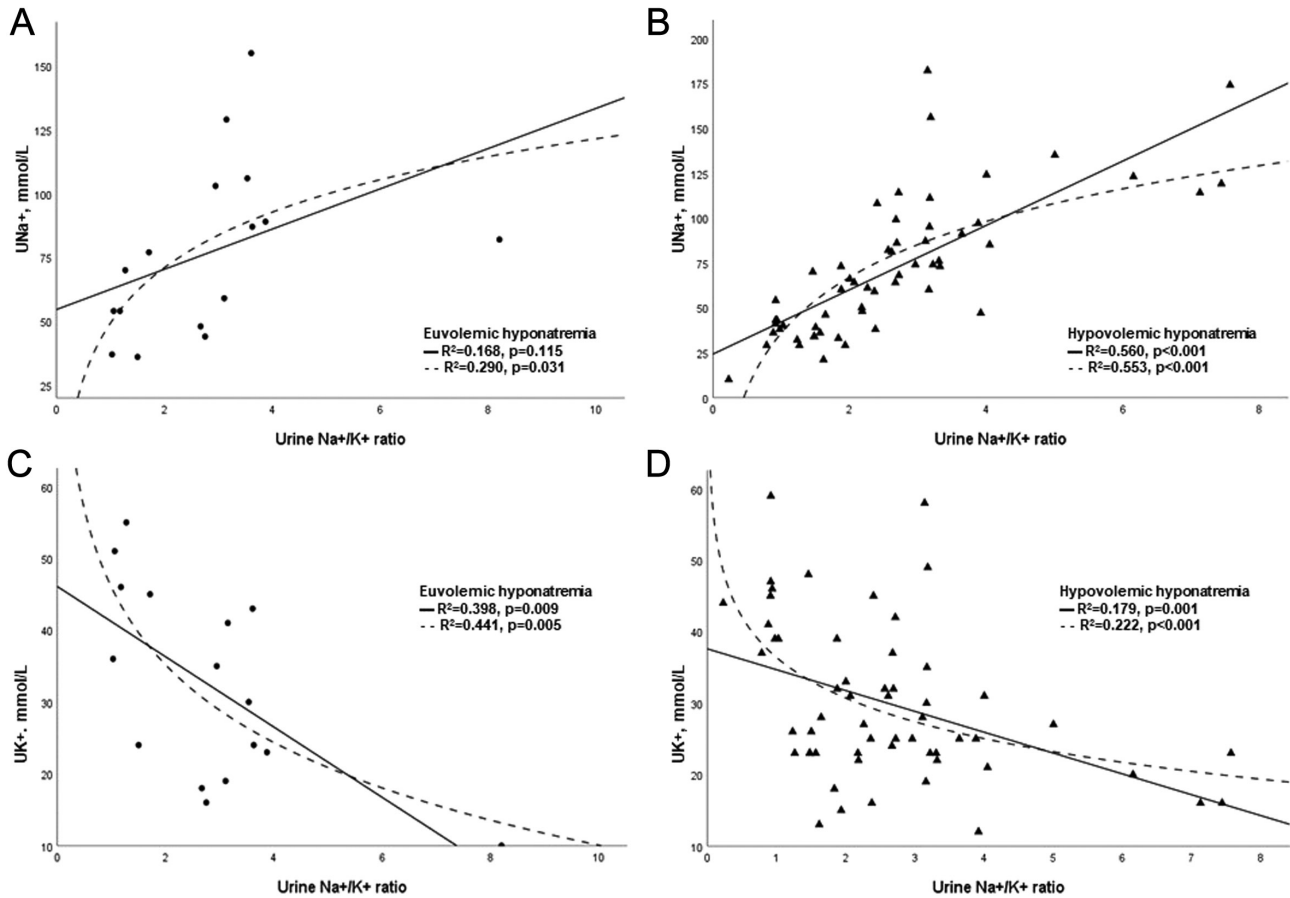 A
150
125
100
75
50
25
0
2
4
6
8
10
UNa+, mmol/L
Urine Na+/K+ ratio
Euvolemic hyponatremia
R²=0.168, p=0.115
R²=0.290, p=0.031
B
200
175
150
125
100
75
50
25
0
0
2
4
6
8
UNa+, mmol/L
Urine Na+/K+ ratio
Hypovolemic hyponatremia
R²=0.560, p<0.001
R²=0.553, p<0.001
C
60
50
40
30
20
10
0
2
4
6
8
10
UK+. mmol/L
Urine Na+/K+ ratio
Euvolemic hyponatremia
R²=0.398, p=0.009
R²=0.441, p=0.005
D
60
50
40
30
20
10
0
1
2
3
4
5
6
7
8
UK+, mmol/L
Urine Na+/K+ ratio
Hypovolemic hyponatremia
R²=0.179, p=0.001
R²=0.222, p<0.001